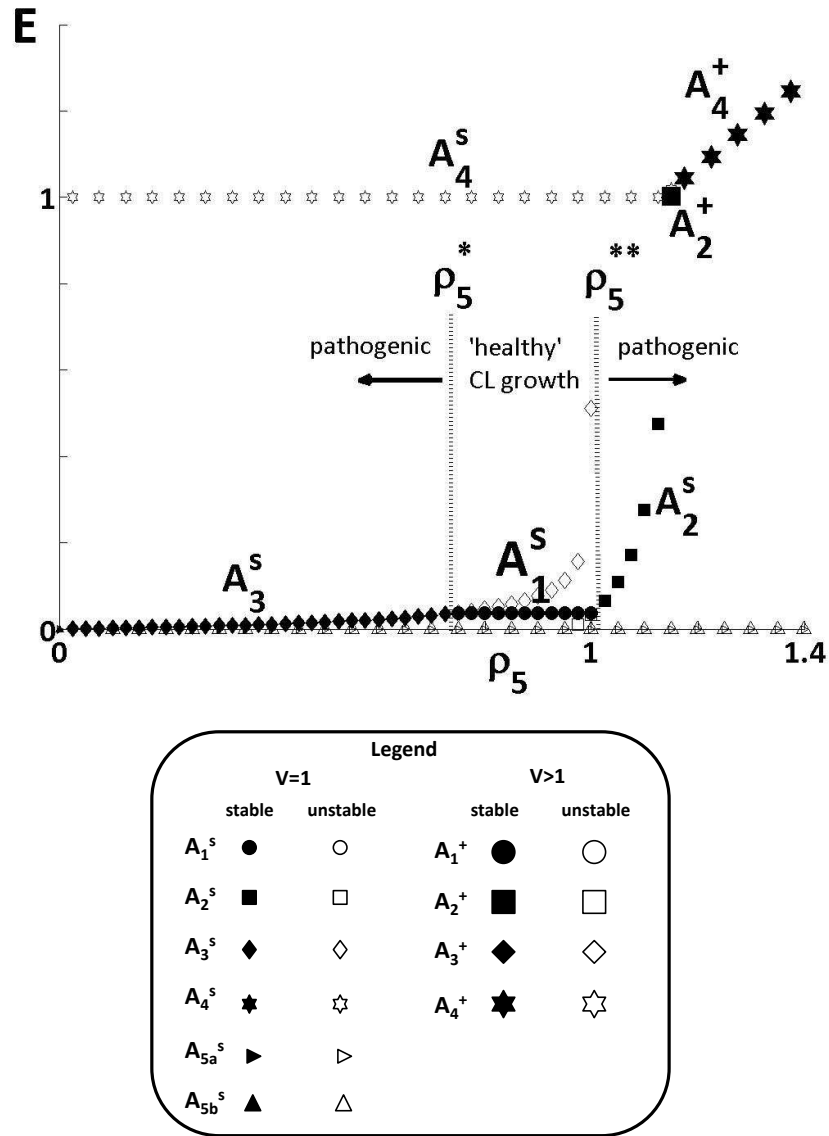 E
A₄⁺
A₄ˢ
1
A₂⁺
ρ₅* ρ₅**
pathogenic 'healthy' pathogenic
CL growth
A₂ˢ
A₃ˢ A₁ˢ
0
0 ρ₅ 1 1.4
Legend
V=1 V>1
stable unstable stable unstable
A₁ˢ A₁⁺
A₂ˢ A₂⁺
A₃ˢ A₃⁺
A₄ˢ A₄⁺
A₅ₐˢ
A₅bˢ